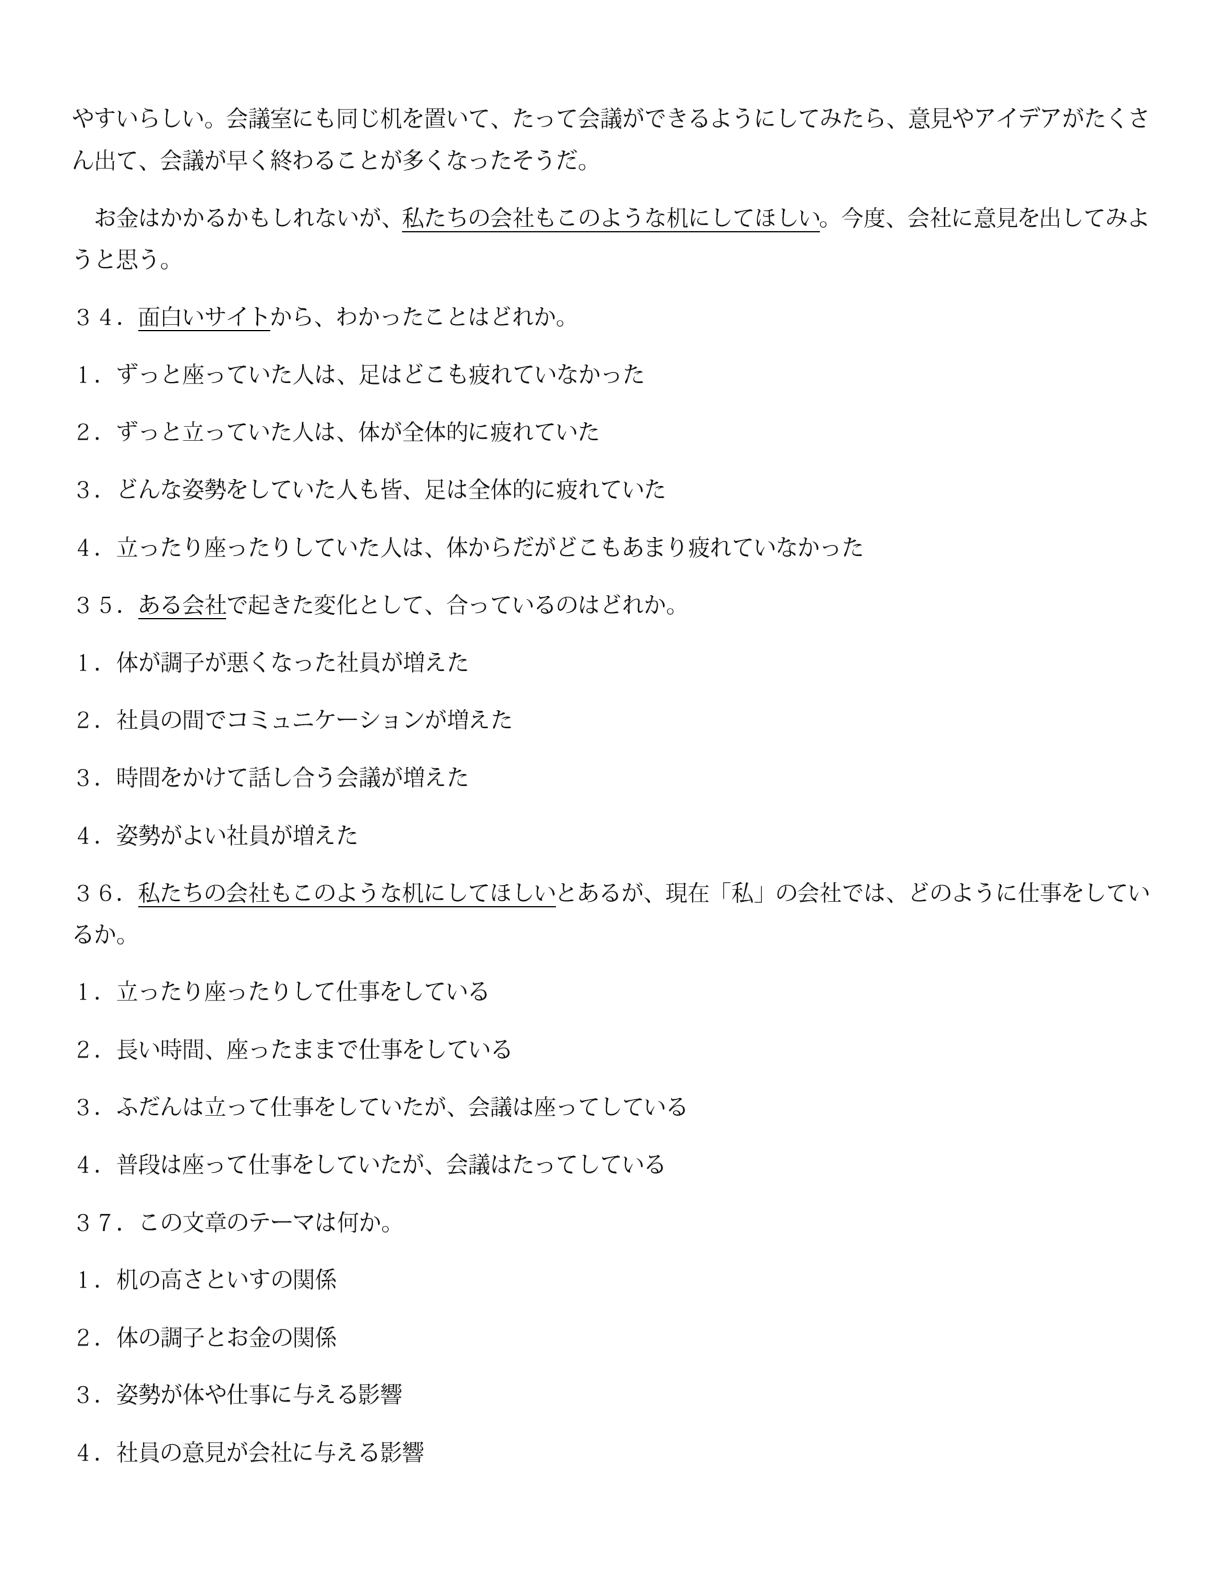 やすいらしい。会議室にも同じ机を置いて、たって会議ができるようにしてみたら、意見やアイデアがたくさ
ん出て、会議が早く終わることが多くなったそうだ。
　お金はかかるかもしれないが、私たちの会社もこのような机にしてほしい。今度、会社に意見を出してみよ
うと思う。
３４．面白いサイトから、わかったことはどれか。
１．ずっと座っていた人は、足はどこも疲れていなかった
２．ずっと立っていた人は、体が全体的に疲れていた
３．どんな姿勢をしていた人も皆、足は全体的に疲れていた
４．立ったり座ったりしていた人は、体からだがどこもあまり疲れていなかった
３５．ある会社で起きた変化として、合っているのはどれか。
１．体が調子が悪くなった社員が増えた
２．社員の間でコミュニケーションが増えた
３．時間をかけて話し合う会議が増えた
４．姿勢がよい社員が増えた
３６．私たちの会社もこのような机にしてほしいとあるが、現在「私」の会社では、どのように仕事をしてい
るか。
１．立ったり座ったりして仕事をしている
２．長い時間、座ったままで仕事をしている
３．ふだんは立って仕事をしていたが、会議は座ってしている
４．普段は座って仕事をしていたが、会議はたってしている
３７．この文章のテーマは何か。
１．机の高さといすの関係
２．体の調子とお金の関係
３．姿勢が体や仕事に与える影響
４．社員の意見が会社に与える影響